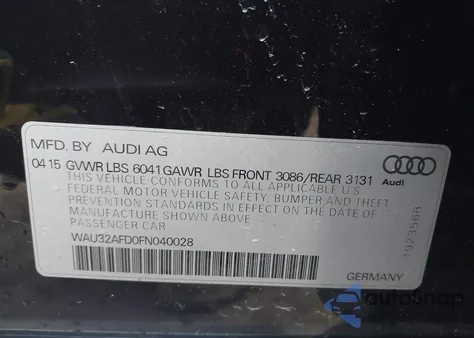 MFD. BY AUDI AG
04 15 GVWR LBS 6041 GAWR LBS FRONT 3086/REAR 3131
THIS VEHICLE CONFORMS TO ALL APPLICABLE U.S
FEDERAL MOTOR VEHICLE SAFETY, BUMPER AND THEFT
PREVENTION STANDARDS IN EFFECT ON THE DATE OF
MANUFACTURE SHOWN ABOVE
PASSENGER CAR
WAU32AFD0FN040028
Audi
1923568
GERMANY
autosnap